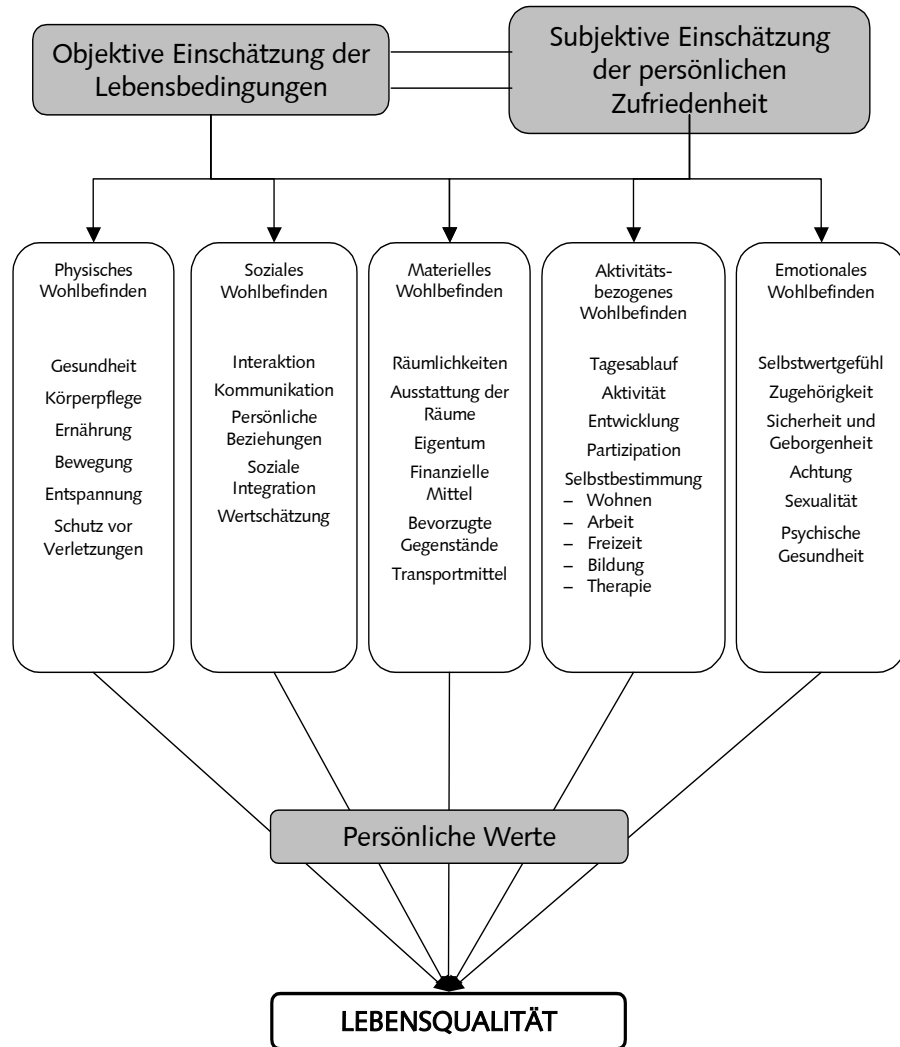 Objektive Einschätzung der
Lebensbedingungen
Subjektive Einschätzung
der persönlichen
Zufriedenheit
Physisches
Wohlbefinden
Gesundheit
Körperpflege
Ernährung
Bewegung
Entspannung
Schutz vor
Verletzungen
Soziales
Wohlbefinden
Interaktion
Kommunikation
Persönliche
Beziehungen
Soziale
Integration
Wertschätzung
Materielles
Wohlbefinden
Räumlichkeiten
Ausstattung der
Räume
Eigentum
Finanzielle
Mittel
Bevorzugte
Gegenstände
Transportmittel
Aktivitäts-
bezogenes
Wohlbefinden
Tagesablauf
Aktivität
Entwicklung
Partizipation
Selbstbestimmung
– Wohnen
– Arbeit
– Freizeit
– Bildung
– Therapie
Emotionales
Wohlbefinden
Selbstwertgefühl
Zugehörigkeit
Sicherheit und
Geborgenheit
Achtung
Sexualität
Psychische
Gesundheit
Persönliche Werte
LEBENSQUALITÄT